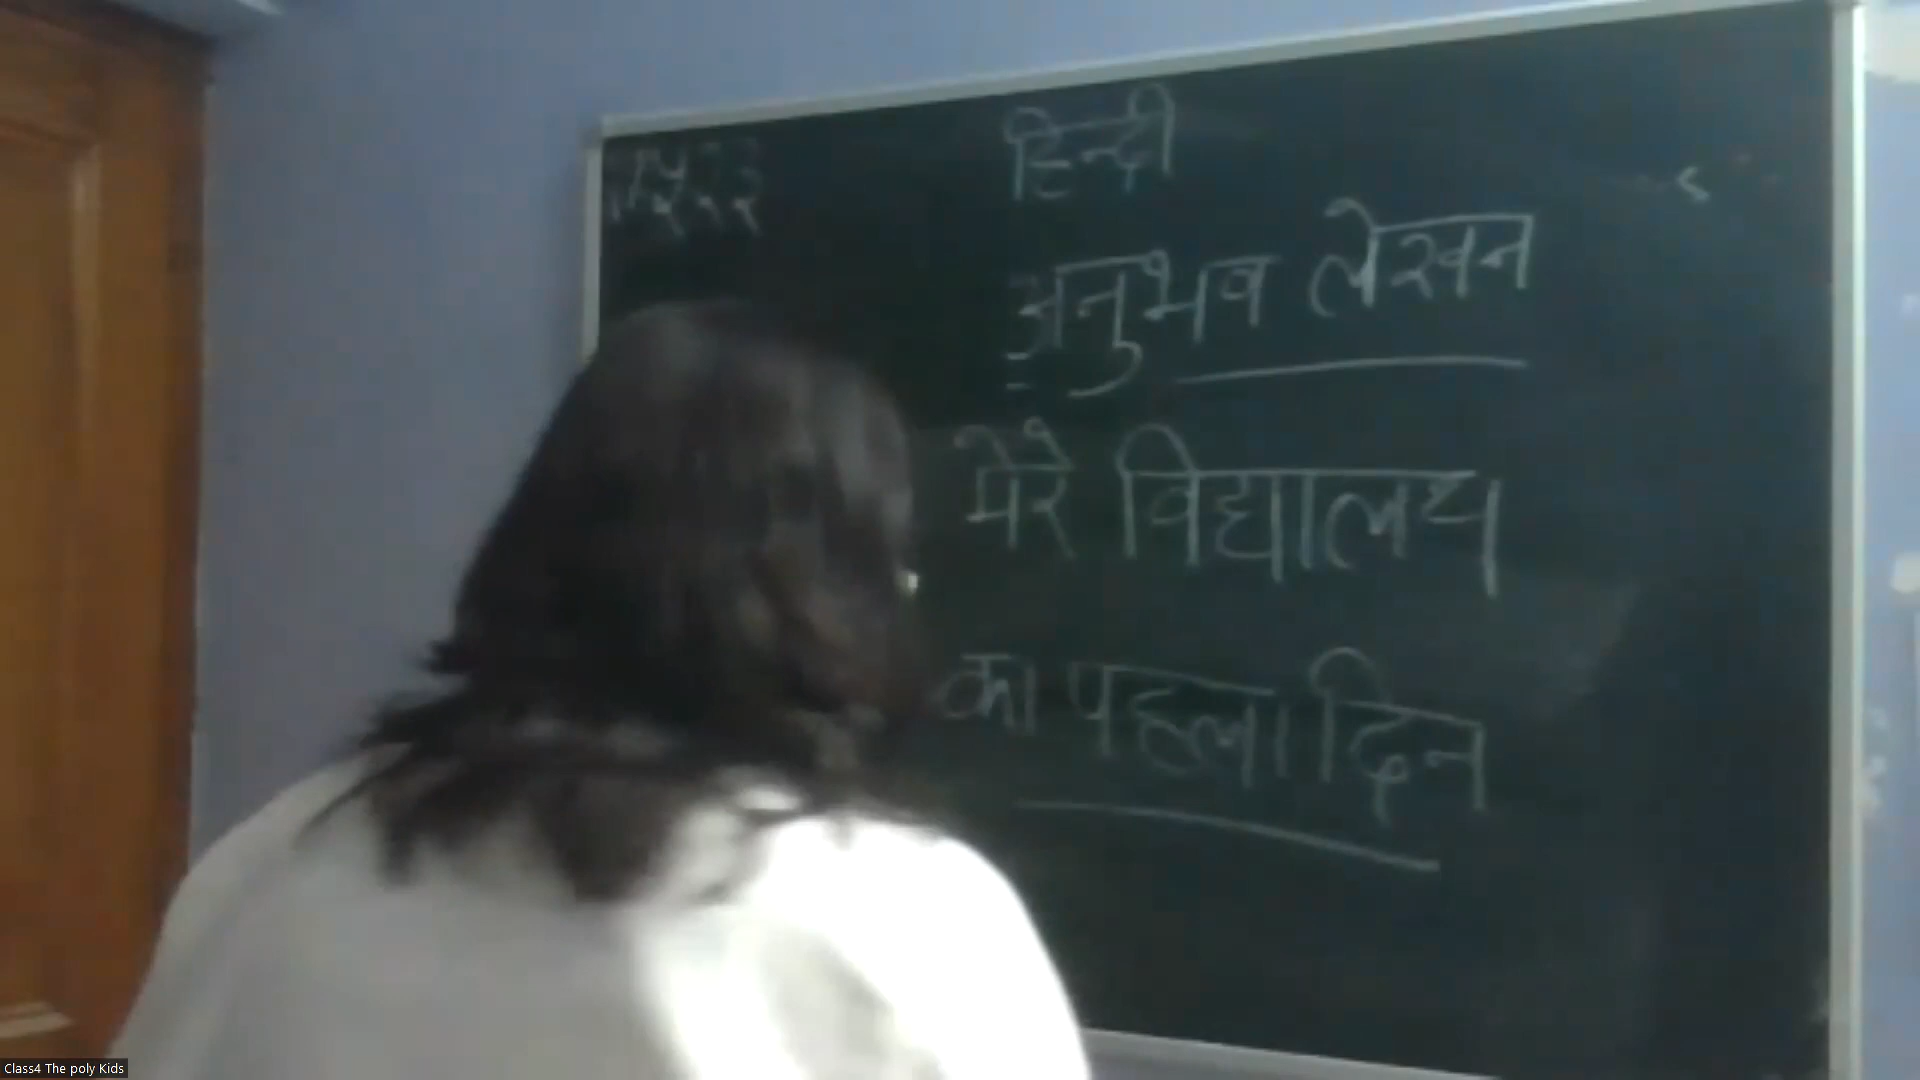 हिन्दी
अनुभव लेखन
मेरे विद्यालय
का पहला दिन
Class4 The poly Kids